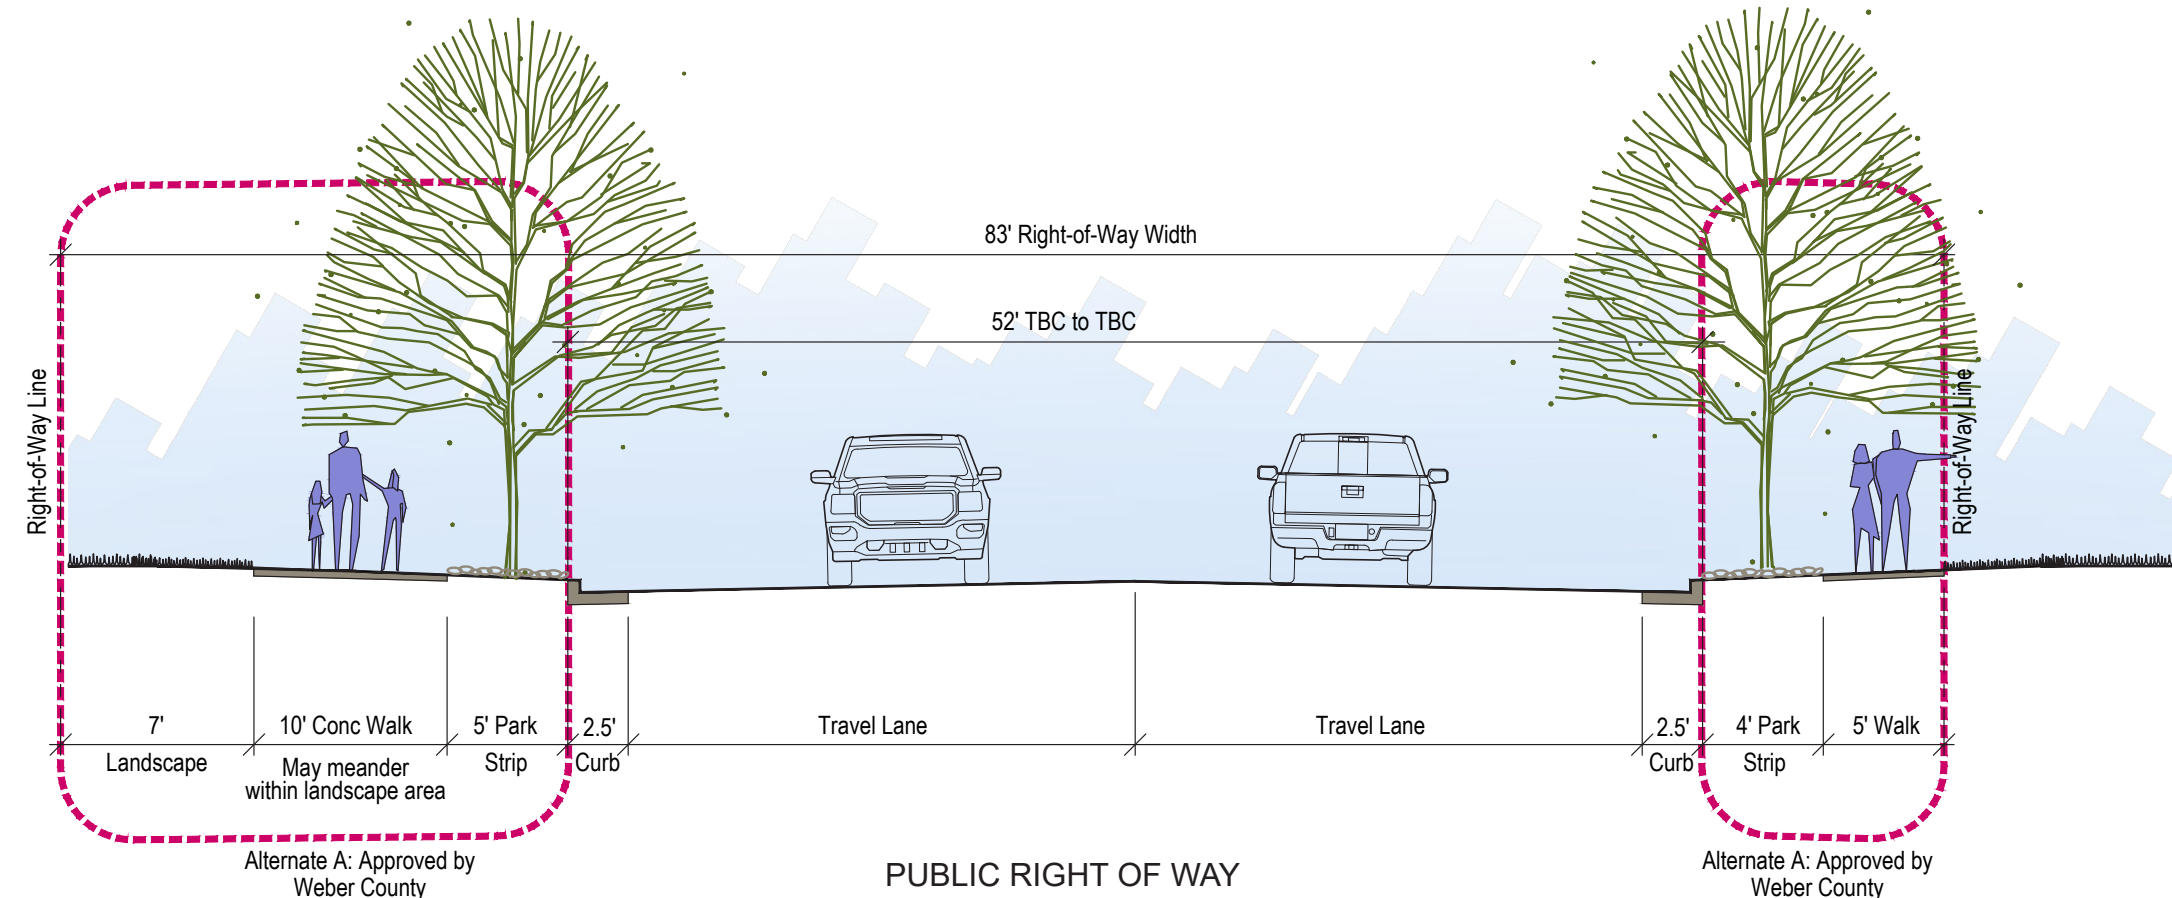 83' Right-of-Way Width
52' TBC to TBC
Right-of-Way Line
Right-of-Way Line
7'
Landscape
10' Conc Walk
May meander
within landscape area
5' Park
Strip
2.5'
Curb
Travel Lane
Travel Lane
2.5'
Curb
4' Park
Strip
5' Walk
Alternate A: Approved by
Weber County
PUBLIC RIGHT OF WAY
Alternate A: Approved by
Weber County